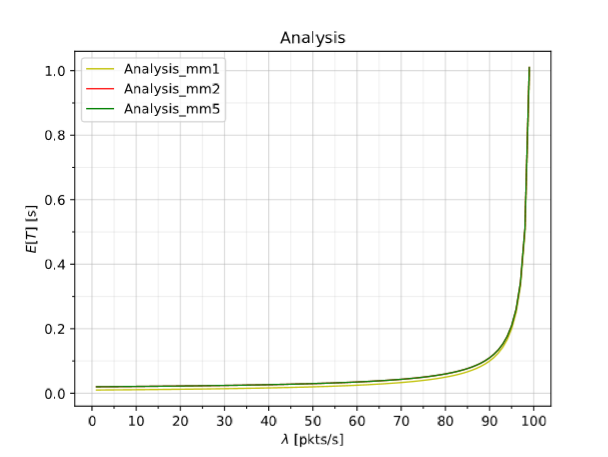 Analysis
Analysis_mm1
Analysis_mm2
Analysis_mm5
E[T] [s]
1.0
0.8
0.6
0.4
0.2
0.0
0 10 20 30 40 50 60 70 80 90 100
λ [pkts/s]